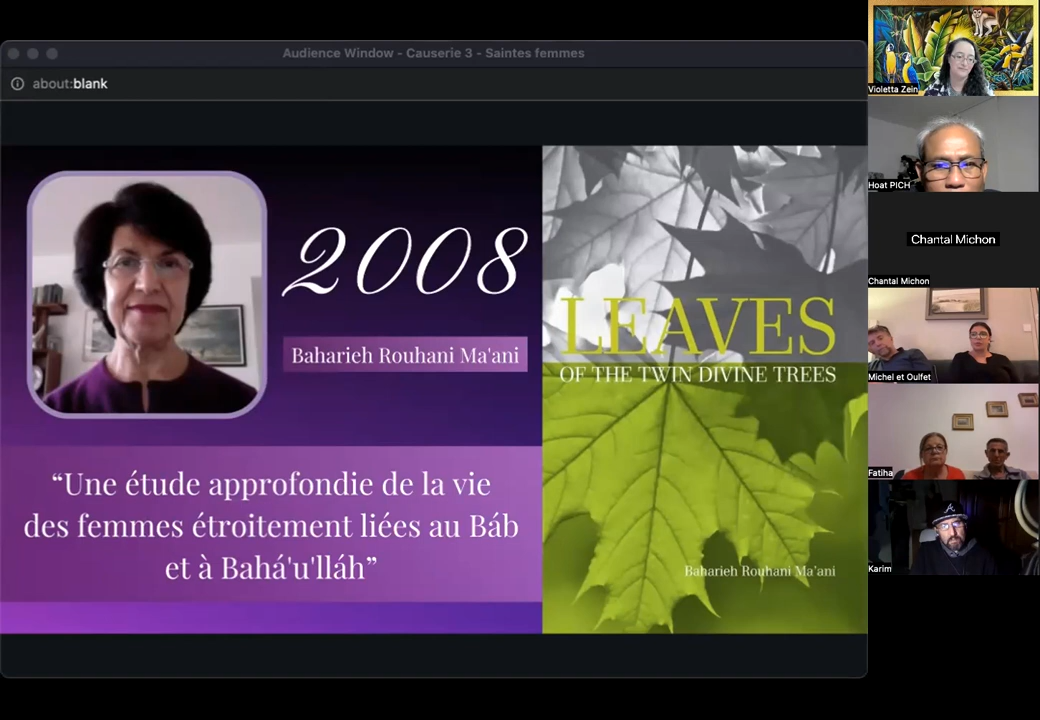 Audience Window - Causerie 3 - Saintes femmes
about:blank
2008
Baharieh Rouhani Ma'ani
“Une étude approfondie de la vie
des femmes étroitement liées au Báb
et à Bahá'u'lláh”
LEAVES
OF THE TWIN DIVINE TREES
Baharieh Rouhani Ma'ani
Violetta Zein
Hoat PICH
Chantal Michon
Chantal Michon
Michel et Oulfet
Fatiha
Karim